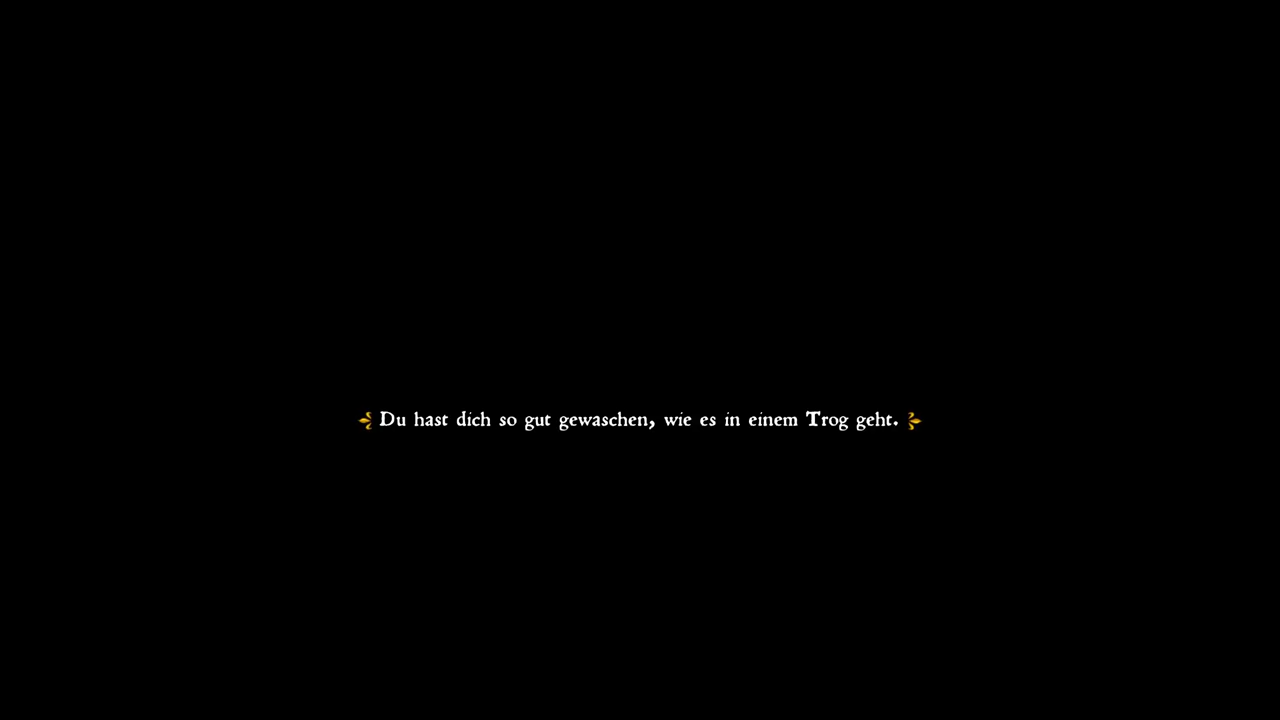 Du hast dich so gut gewaschen, wie es in einem Trog geht.